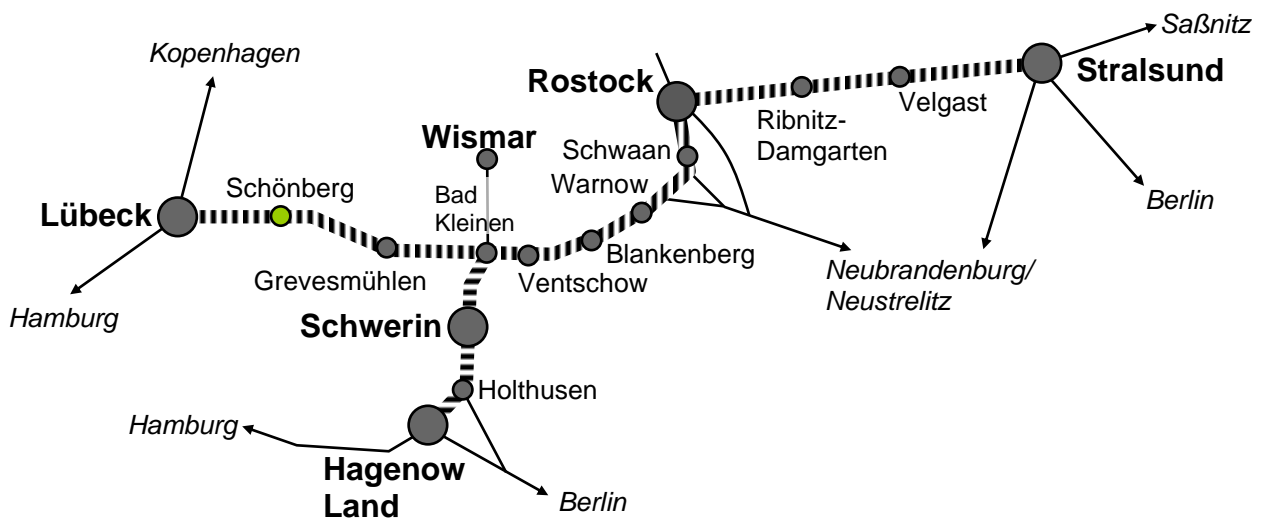 Kopenhagen
Saßnitz
Rostock
Stralsund
Velgast
Ribnitz-
Damgarten
Wismar
Schwaan
Warnow
Schönberg
Bad
Kleinen
Lübeck
Berlin
Blankenberg
Grevesmühlen
Ventschow
Neubrandenburg/
Neustrelitz
Hamburg
Schwerin
Holthusen
Hamburg
Hagenow
Land
Berlin